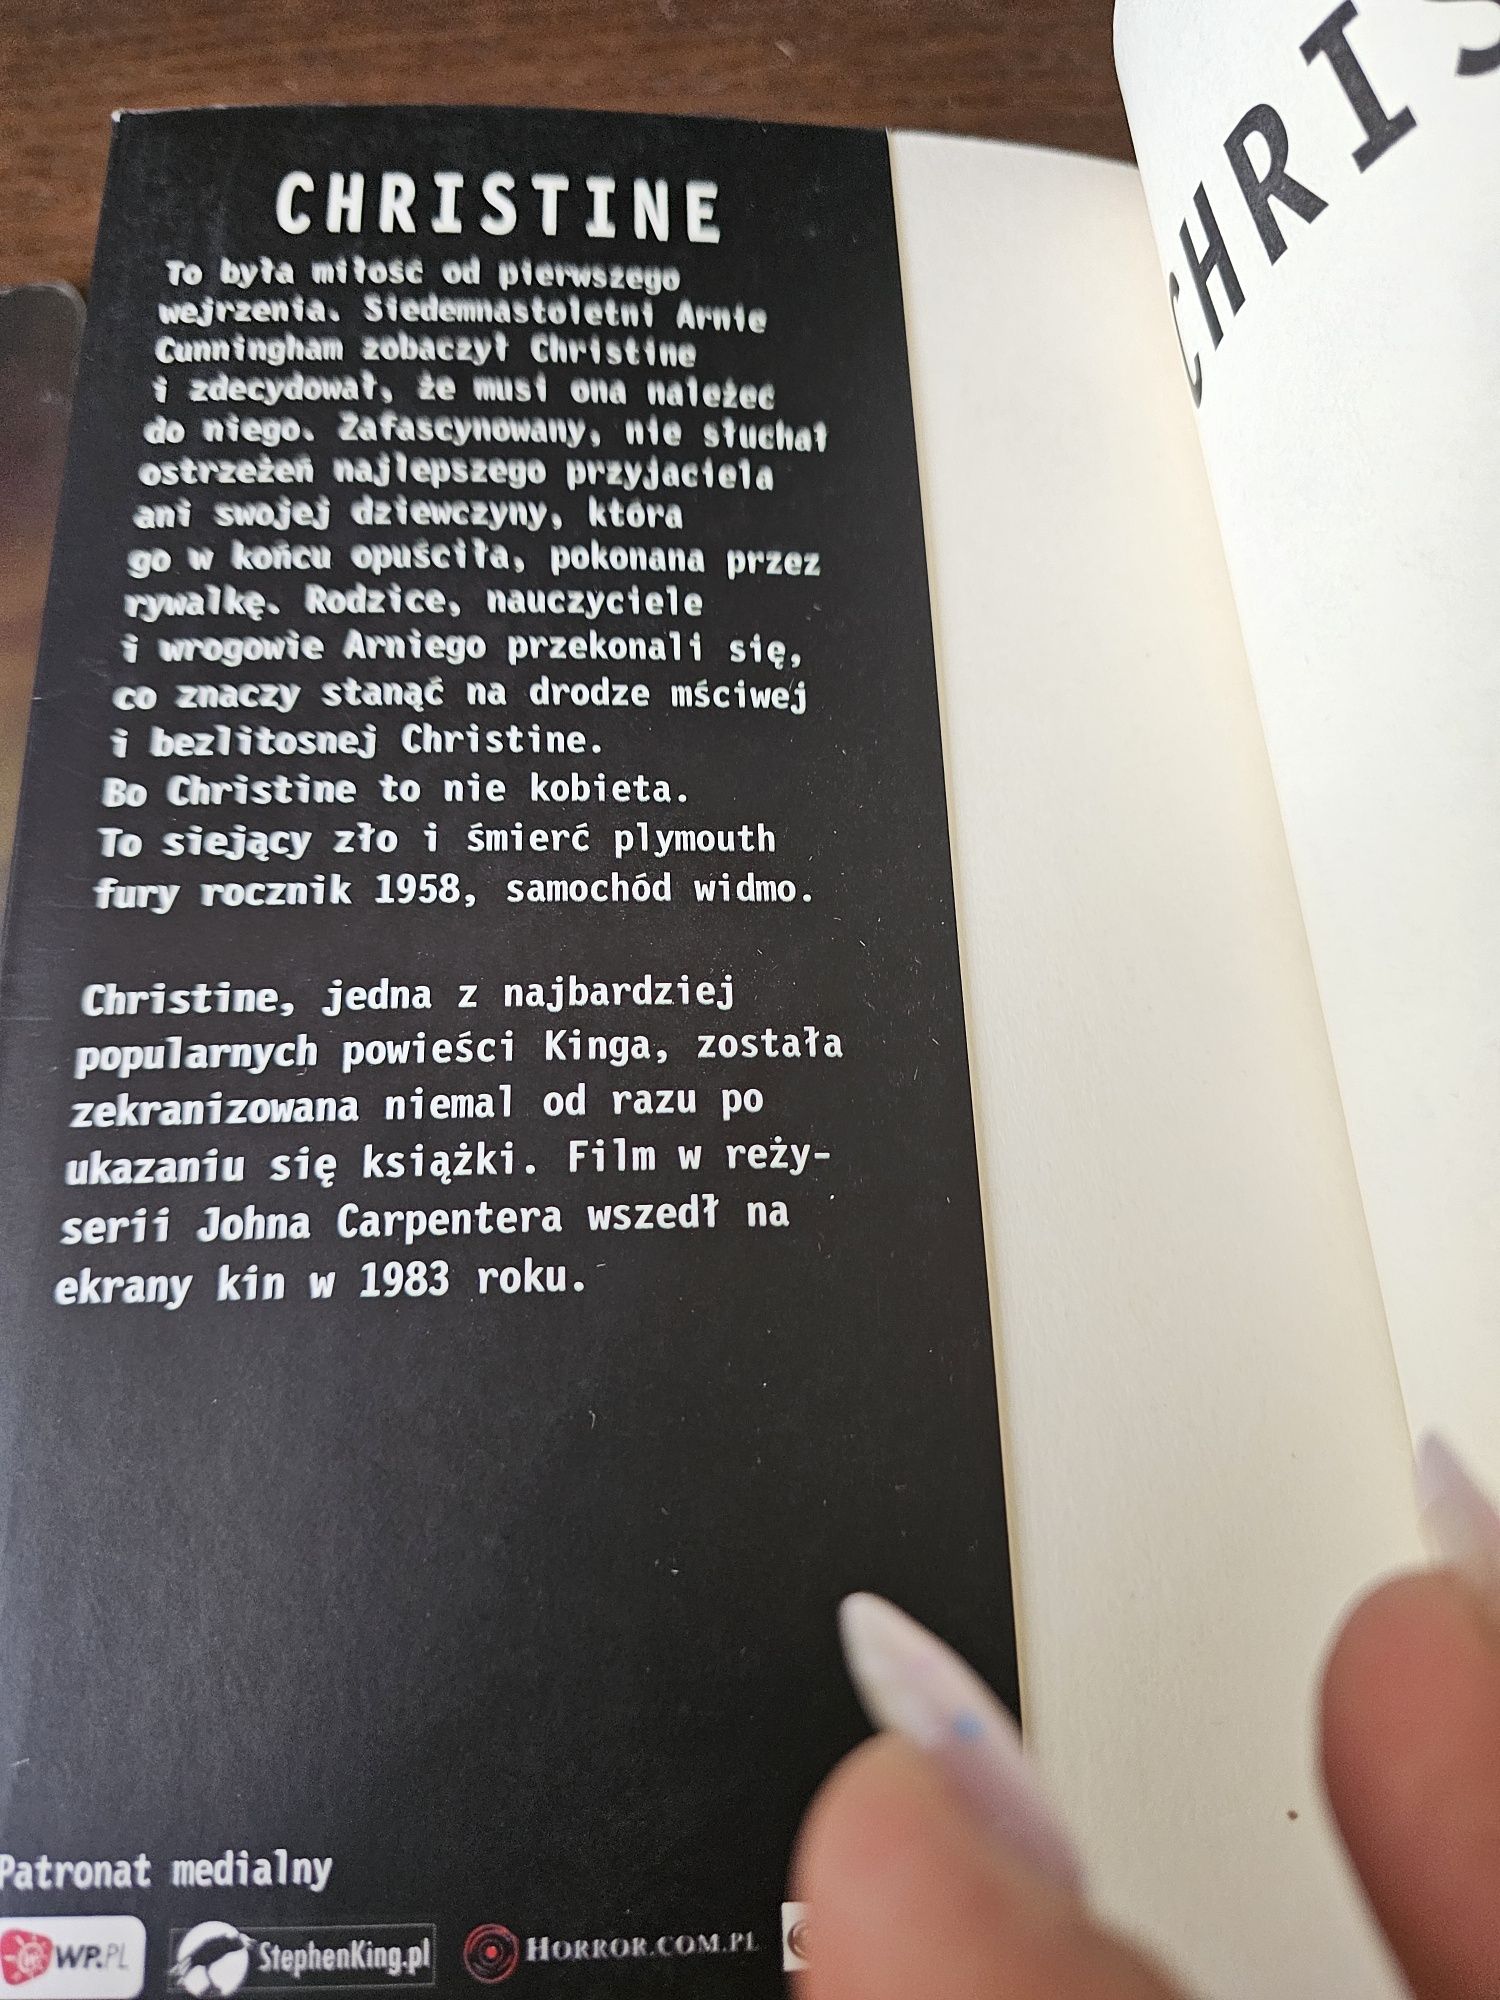 CHRISTINE
To była miłość od pierwszego
wejrzenia. Siedemnastoletni Arnie
Cunningham zobaczył Christine
i zdecydował, że musi ona należeć
do niego. Zafascynowany, nie słuchał
ostrzeżeń najlepszego przyjaciela
ani swojej dziewczyny, która
go w końcu opuściła, pokonana przez
rywalkę. Rodzice, nauczyciele
i wrogowie Arniego przekonali się,
co znaczy stanąć na drodze mściwej
i bezlitosnej Christine.
Bo Christine to nie kobieta.
To siejący zło i śmierć plymouth
fury rocznik 1958, samochód widmo.
Christine, jedna z najbardziej
popularnych powieści Kinga, została
zekranizowana niemal od razu po
ukazaniu się książki. Film w reży-
serii Johna Carpentera wszedł na
ekrany kin w 1983 roku.
Patronat medialny
WP.PL StephenKing.pl HORROR.COM.PL
CHRIS